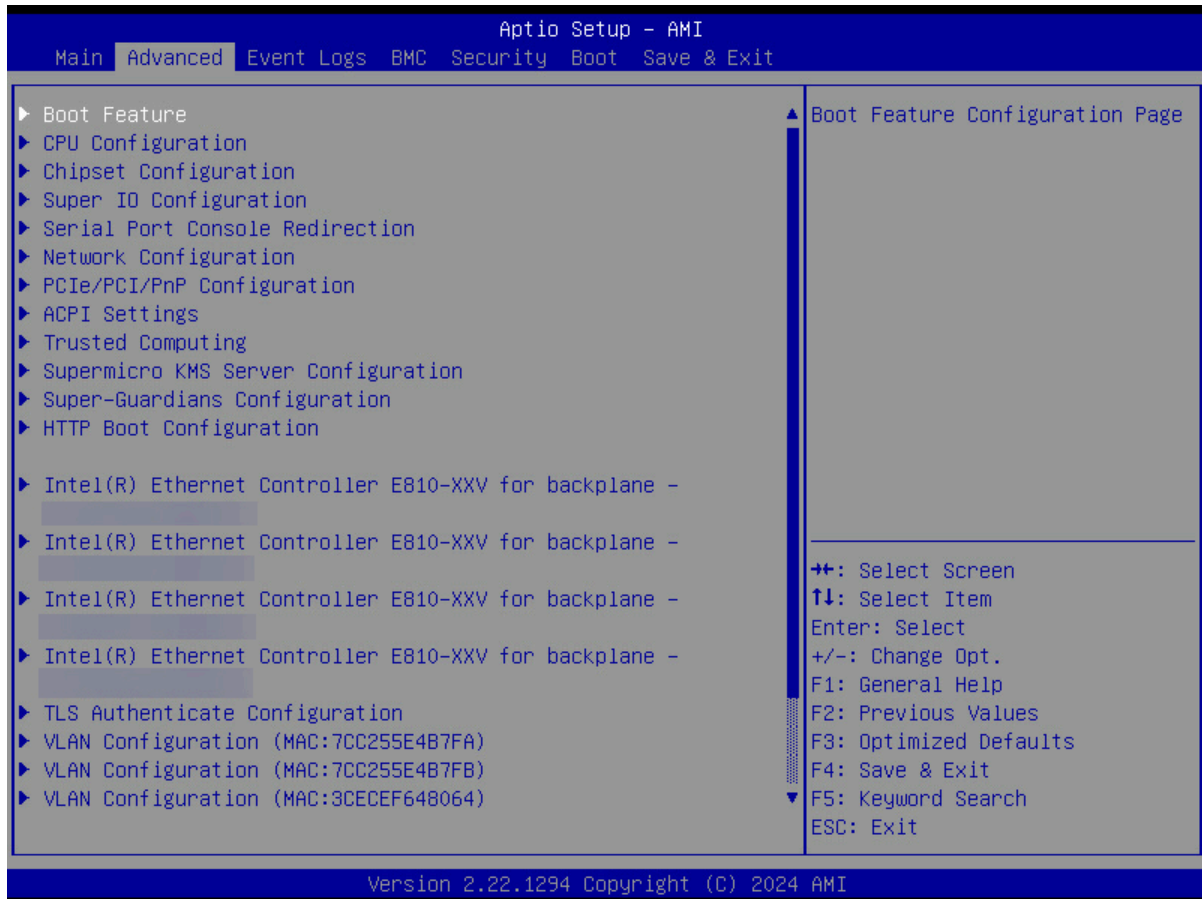 Aptio Setup – AMI
Main Advanced Event Logs BMC Security Boot Save & Exit
▶ Boot Feature
▶ CPU Configuration
▶ Chipset Configuration
▶ Super IO Configuration
▶ Serial Port Console Redirection
▶ Network Configuration
▶ PCIe/PCI/PnP Configuration
▶ ACPI Settings
▶ Trusted Computing
▶ Supermicro KMS Server Configuration
▶ Super-Guardians Configuration
▶ HTTP Boot Configuration
▶ Intel(R) Ethernet Controller E810-XXV for backplane –
▶ Intel(R) Ethernet Controller E810-XXV for backplane –
▶ Intel(R) Ethernet Controller E810-XXV for backplane –
▶ Intel(R) Ethernet Controller E810-XXV for backplane –
▶ TLS Authenticate Configuration
▶ VLAN Configuration (MAC:7CC255E4B7FA)
▶ VLAN Configuration (MAC:7CC255E4B7FB)
▶ VLAN Configuration (MAC:3CECEF648064)
Boot Feature Configuration Page
→←: Select Screen
↑↓: Select Item
Enter: Select
+/-: Change Opt.
F1: General Help
F2: Previous Values
F3: Optimized Defaults
F4: Save & Exit
F5: Keyword Search
ESC: Exit
Version 2.22.1294 Copyright (C) 2024 AMI